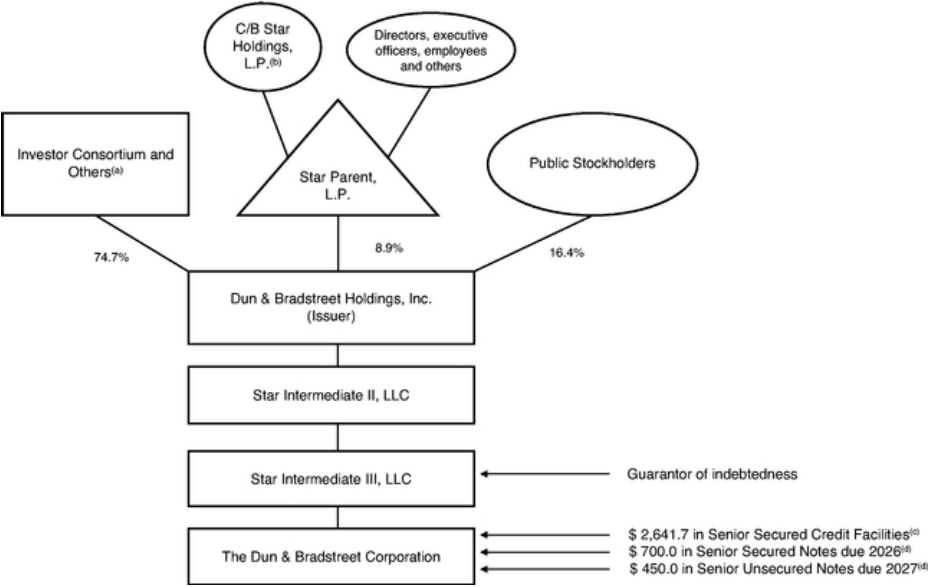 C/B Star
Holdings,
L.P.(b)
Directors, executive
officers, employees
and others
Investor Consortium and
Others(a)
Star Parent,
L.P.
Public Stockholders
74.7%
8.9%
16.4%
Dun & Bradstreet Holdings, Inc.
(Issuer)
Star Intermediate II, LLC
Star Intermediate III, LLC
Guarantor of indebtedness
The Dun & Bradstreet Corporation
$ 2,641.7 in Senior Secured Credit Facilities(c)
$ 700.0 in Senior Secured Notes due 2026(d)
$ 450.0 in Senior Unsecured Notes due 2027(d)